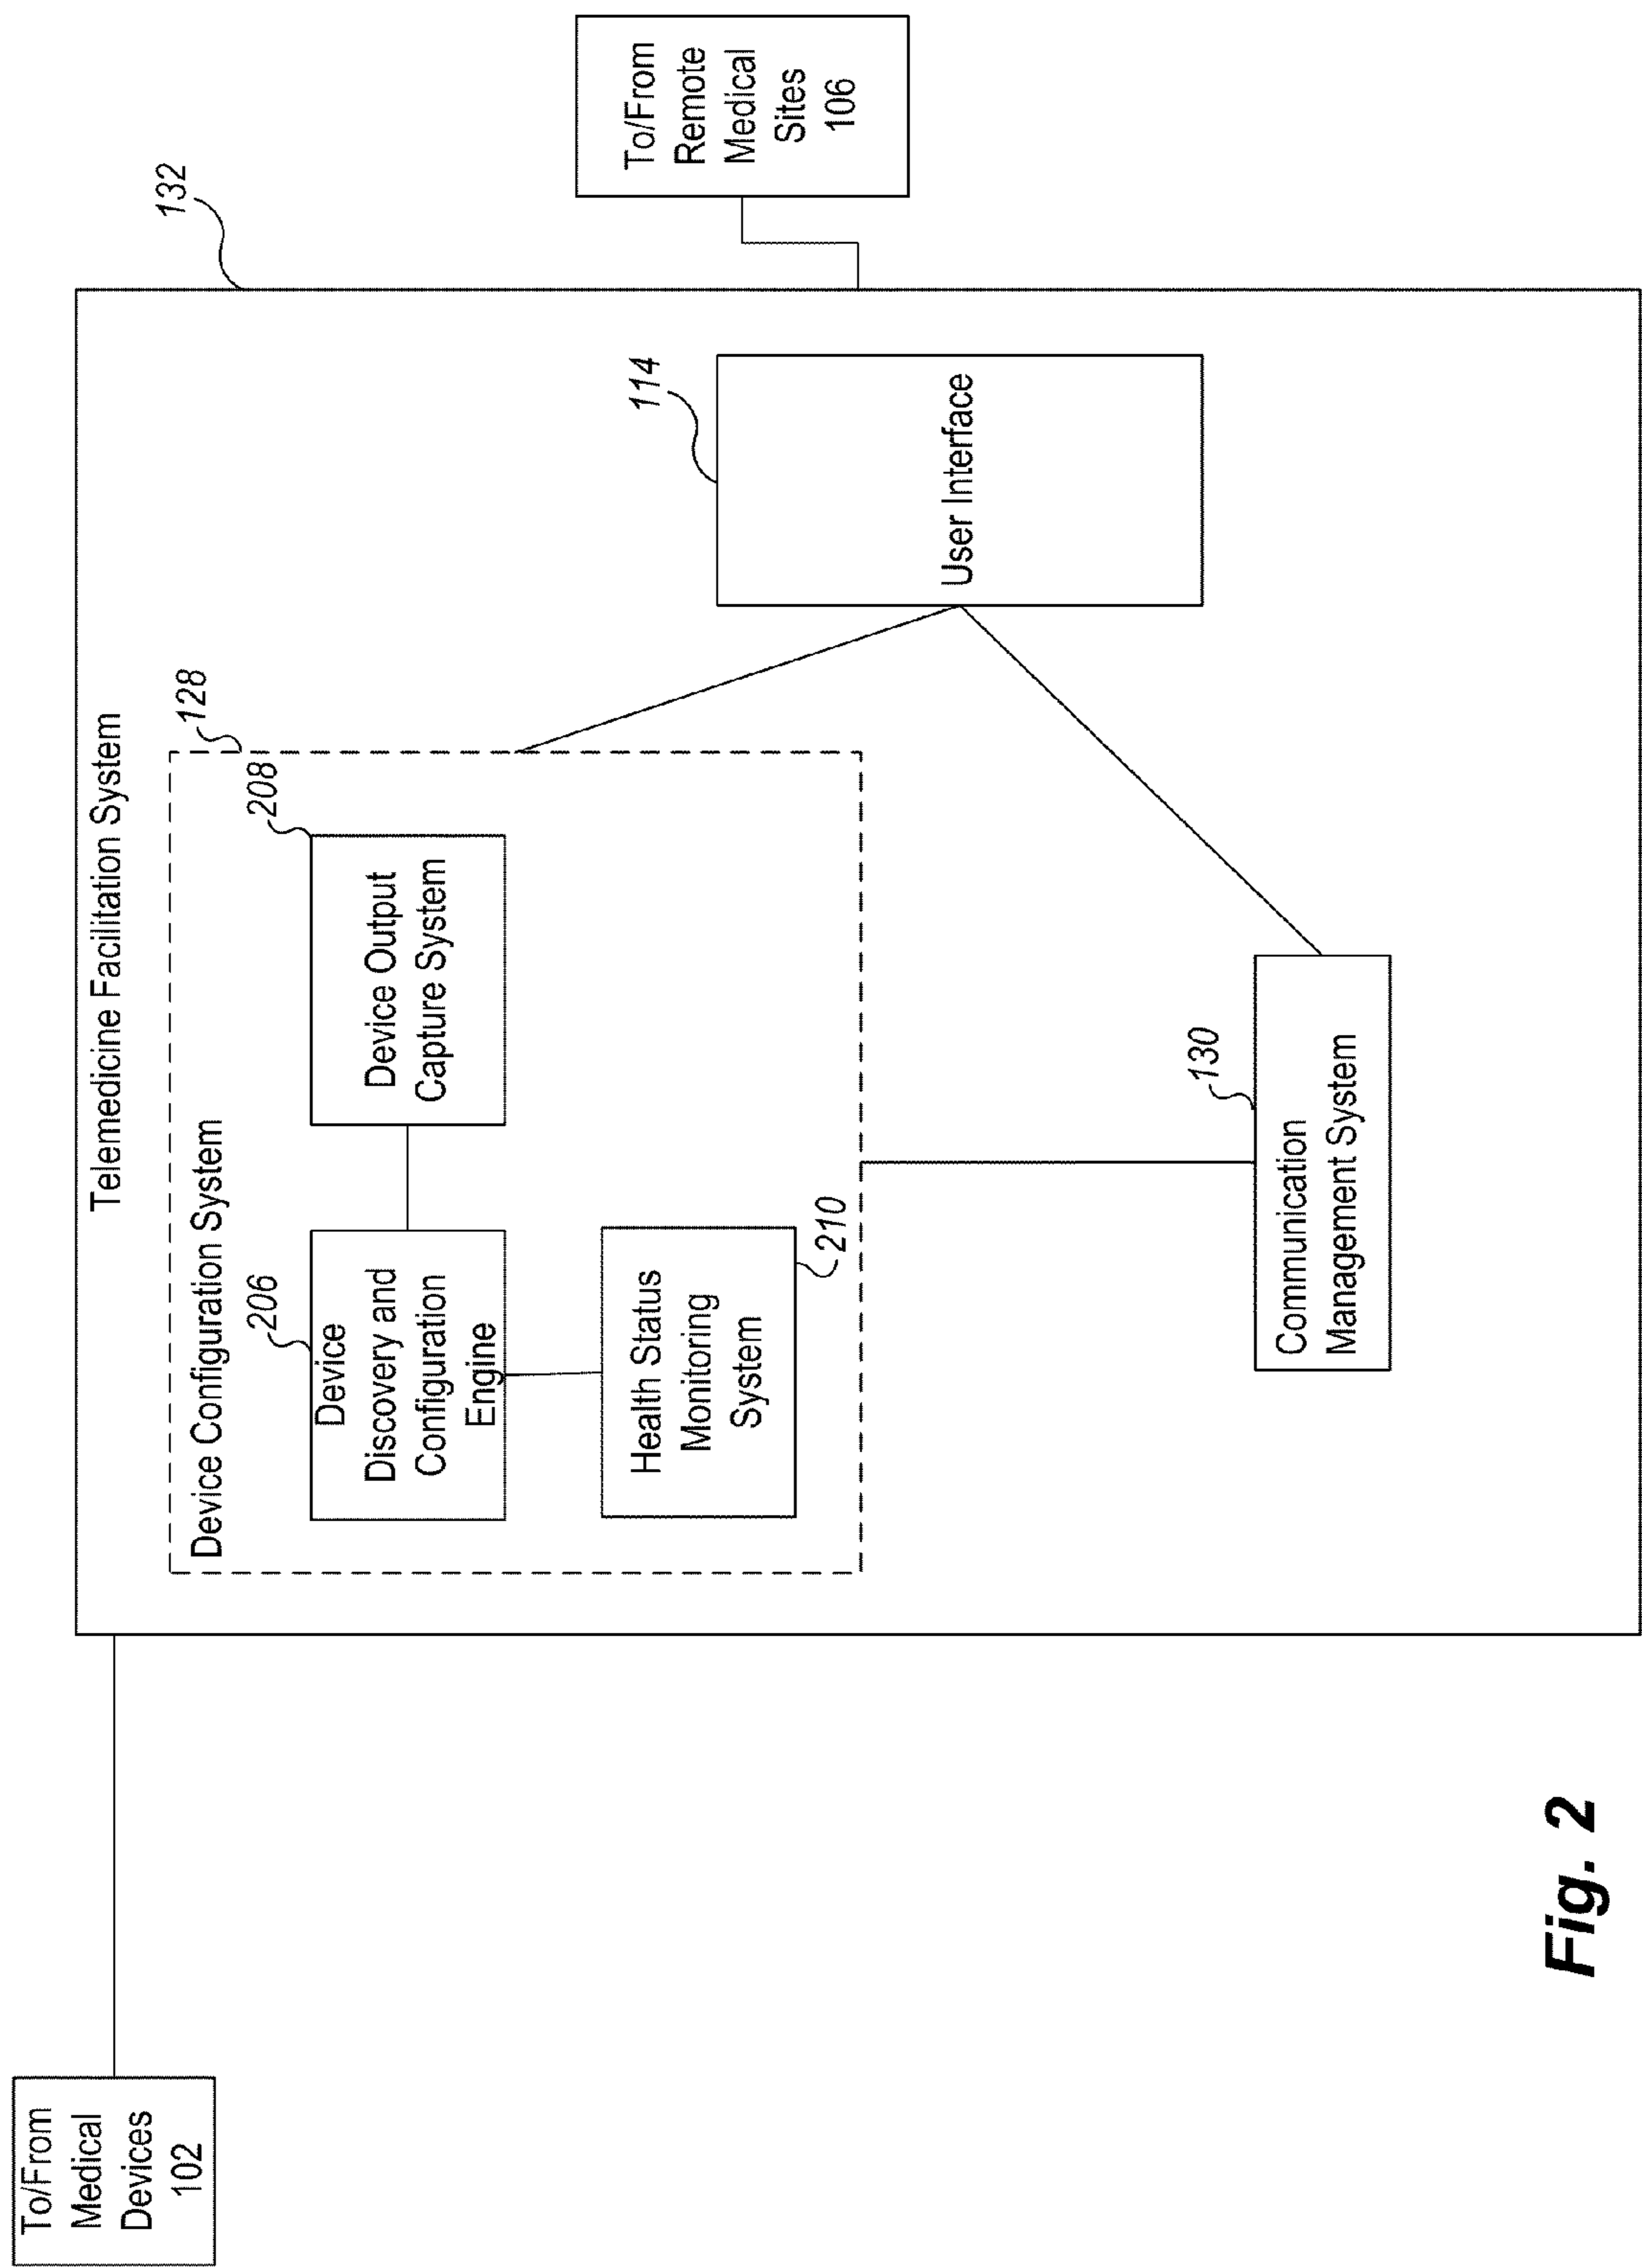 To/From
Medical
Devices
102
Telemedicine Facilitation System
132
Device Configuration System
128
206
Device
Discovery and
Configuration
Engine
208
Device Output
Capture System
Health Status
Monitoring
System
210
114
User Interface
130
Communication
Management System
To/From
Remote
Medical
Sites
106
Fig. 2